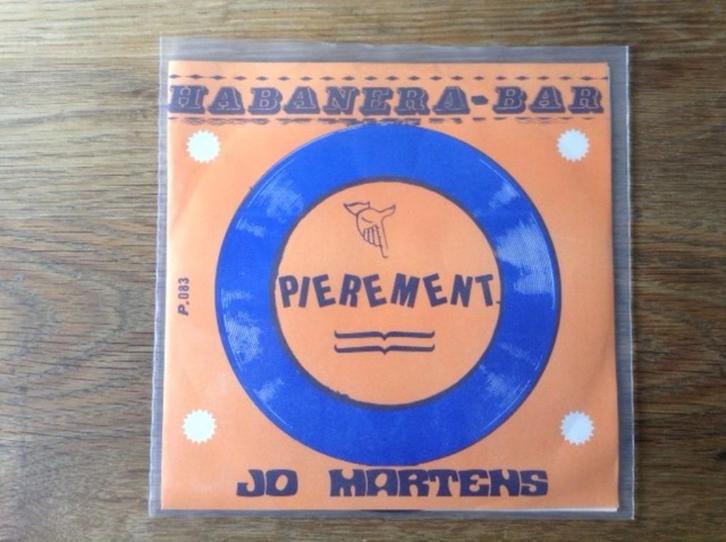 HABANERA-BAR
P.083
PIEREMENT.
JO MARTENS